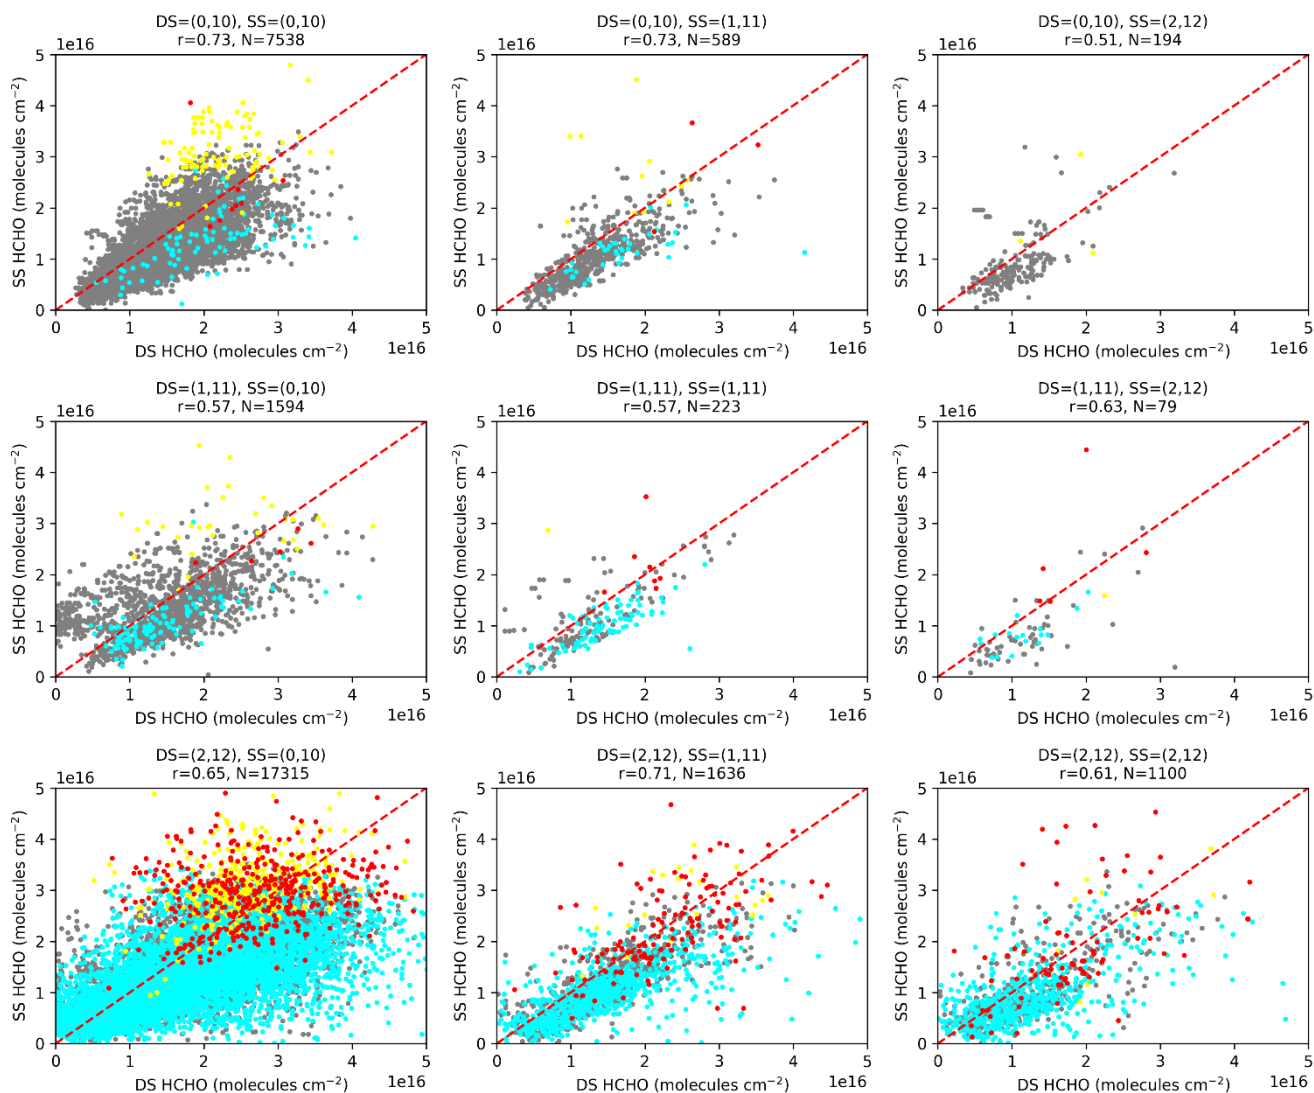 DS=(0,10), SS=(0,10)
r=0.73, N=7538
1e16
5
4
3
2
1
0
SS HCHO (molecules cm⁻²)
0 1 2 3 4 5
DS HCHO (molecules cm⁻²)
1e16
DS=(0,10), SS=(1,11)
r=0.73, N=589
1e16
5
4
3
2
1
0
SS HCHO (molecules cm⁻²)
0 1 2 3 4 5
DS HCHO (molecules cm⁻²)
1e16
DS=(0,10), SS=(2,12)
r=0.51, N=194
1e16
5
4
3
2
1
0
SS HCHO (molecules cm⁻²)
0 1 2 3 4 5
DS HCHO (molecules cm⁻²)
1e16
DS=(1,11), SS=(0,10)
r=0.57, N=1594
1e16
5
4
3
2
1
0
SS HCHO (molecules cm⁻²)
0 1 2 3 4 5
DS HCHO (molecules cm⁻²)
1e16
DS=(1,11), SS=(1,11)
r=0.57, N=223
1e16
5
4
3
2
1
0
SS HCHO (molecules cm⁻²)
0 1 2 3 4 5
DS HCHO (molecules cm⁻²)
1e16
DS=(1,11), SS=(2,12)
r=0.63, N=79
1e16
5
4
3
2
1
0
SS HCHO (molecules cm⁻²)
0 1 2 3 4 5
DS HCHO (molecules cm⁻²)
1e16
DS=(2,12), SS=(0,10)
r=0.65, N=17315
1e16
5
4
3
2
1
0
SS HCHO (molecules cm⁻²)
0 1 2 3 4 5
DS HCHO (molecules cm⁻²)
1e16
DS=(2,12), SS=(1,11)
r=0.71, N=1636
1e16
5
4
3
2
1
0
SS HCHO (molecules cm⁻²)
0 1 2 3 4 5
DS HCHO (molecules cm⁻²)
1e16
DS=(2,12), SS=(2,12)
r=0.61, N=1100
1e16
5
4
3
2
1
0
SS HCHO (molecules cm⁻²)
0 1 2 3 4 5
DS HCHO (molecules cm⁻²)
1e16